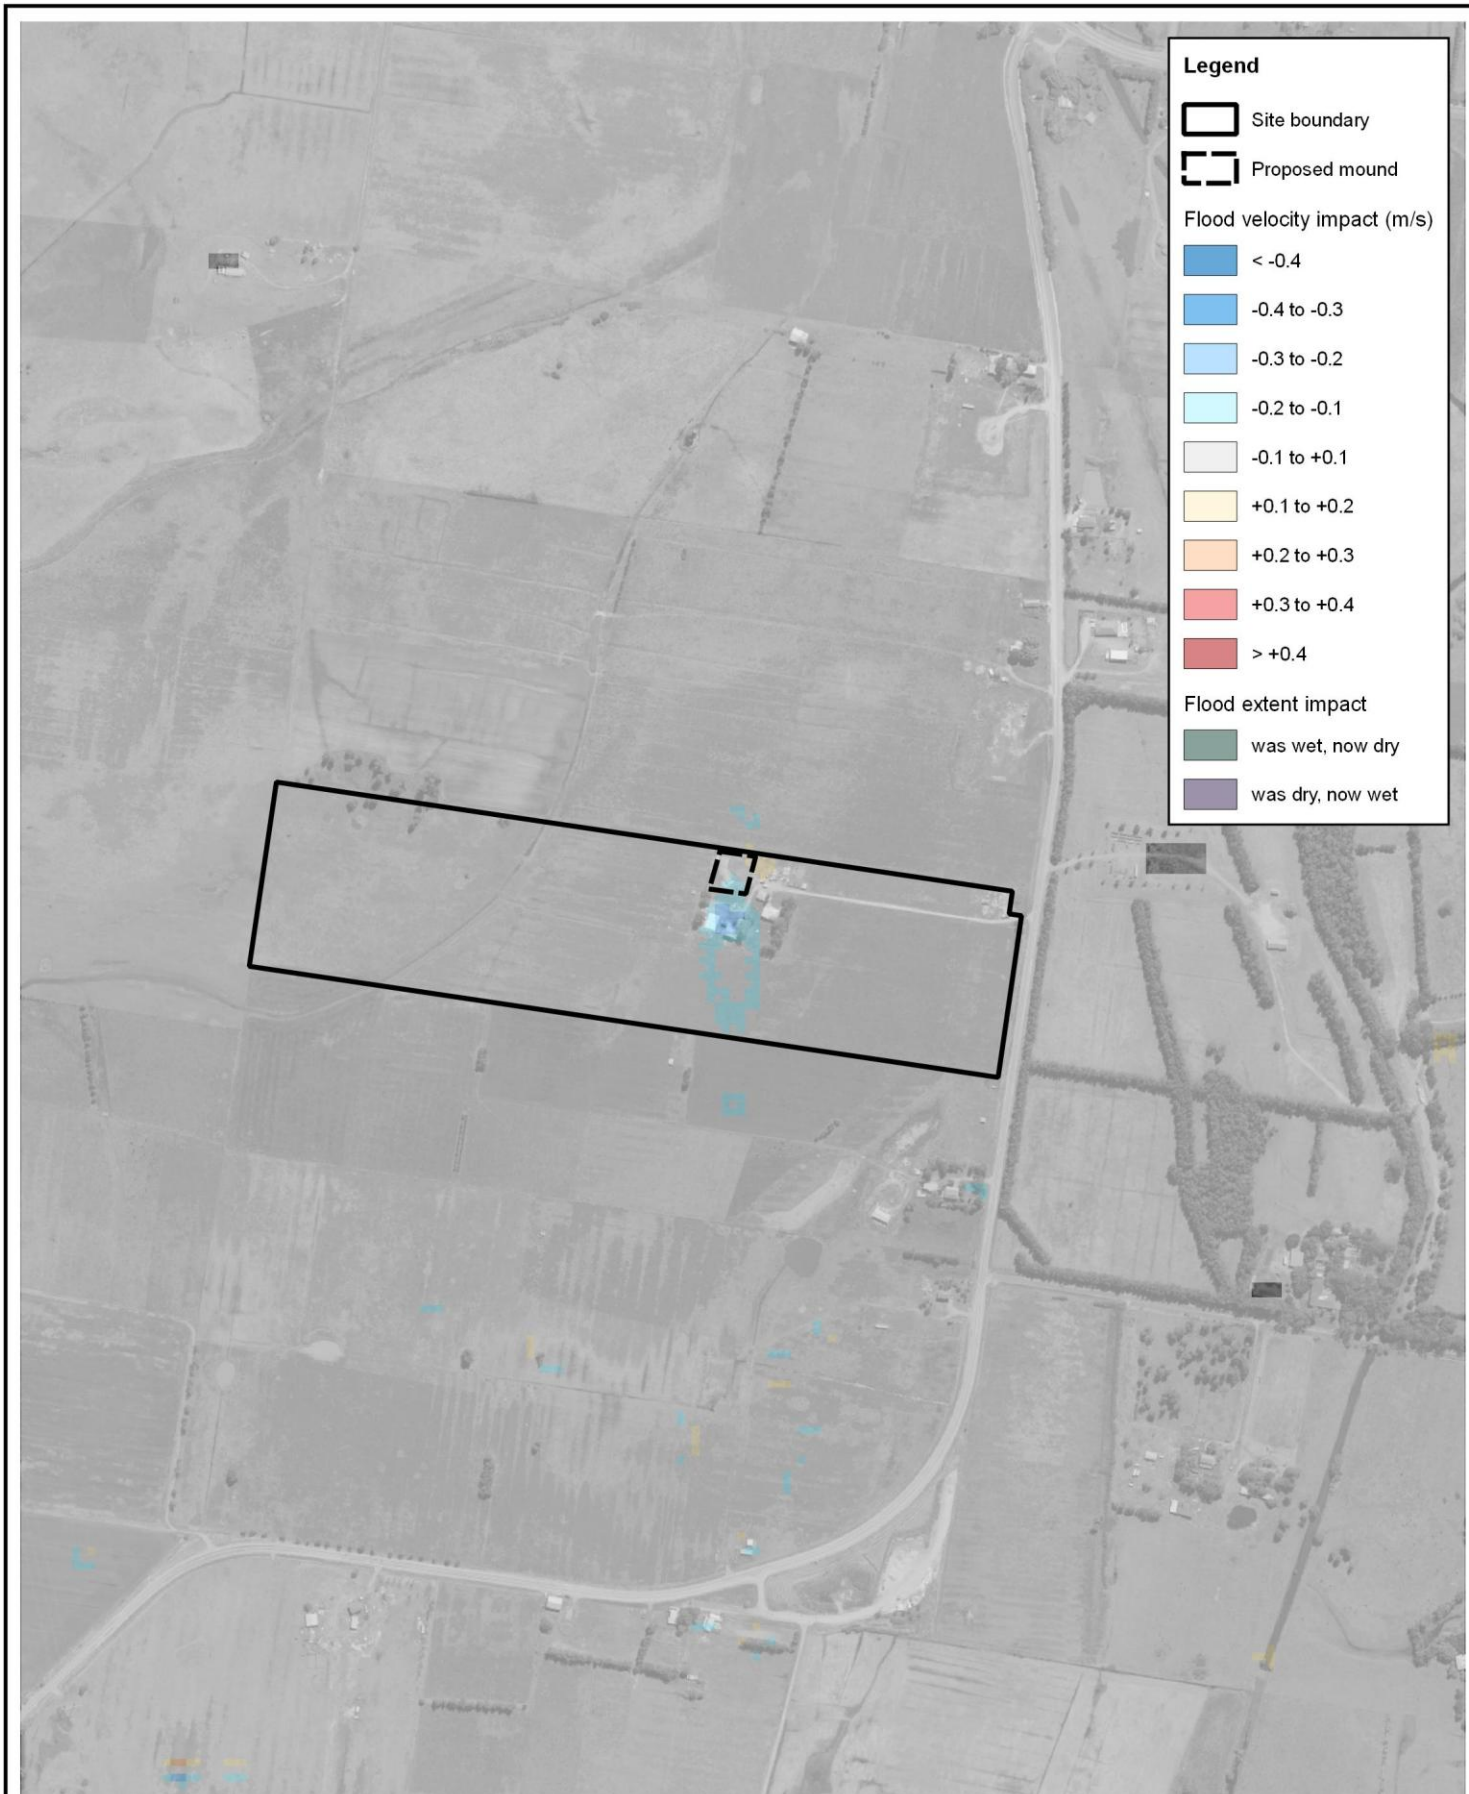 Legend
Site boundary
Proposed mound
Flood velocity impact (m/s)
< -0.4
-0.4 to -0.3
-0.3 to -0.2
-0.2 to -0.1
-0.1 to +0.1
+0.1 to +0.2
+0.2 to +0.3
+0.3 to +0.4
> +0.4
Flood extent impact
was wet, now dry
was dry, now wet